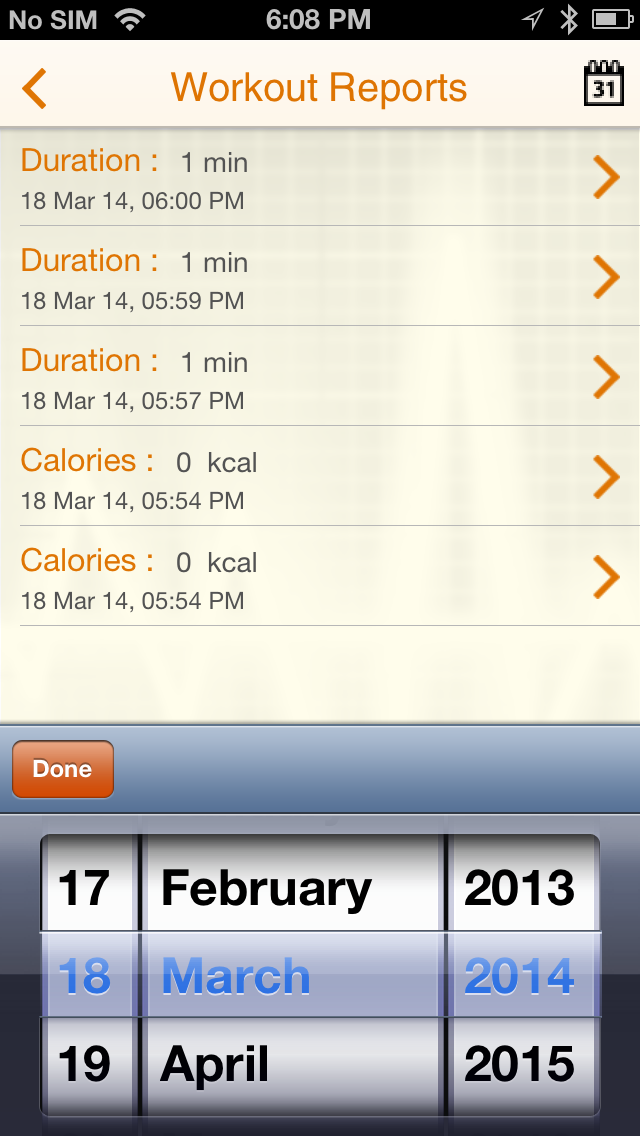 No SIM 6:08 PM
Workout Reports 31
Duration : 1 min
18 Mar 14, 06:00 PM
Duration : 1 min
18 Mar 14, 05:59 PM
Duration : 1 min
18 Mar 14, 05:57 PM
Calories : 0 kcal
18 Mar 14, 05:54 PM
Calories : 0 kcal
18 Mar 14, 05:54 PM
Done
17 February 2013
18 March 2014
19 April 2015